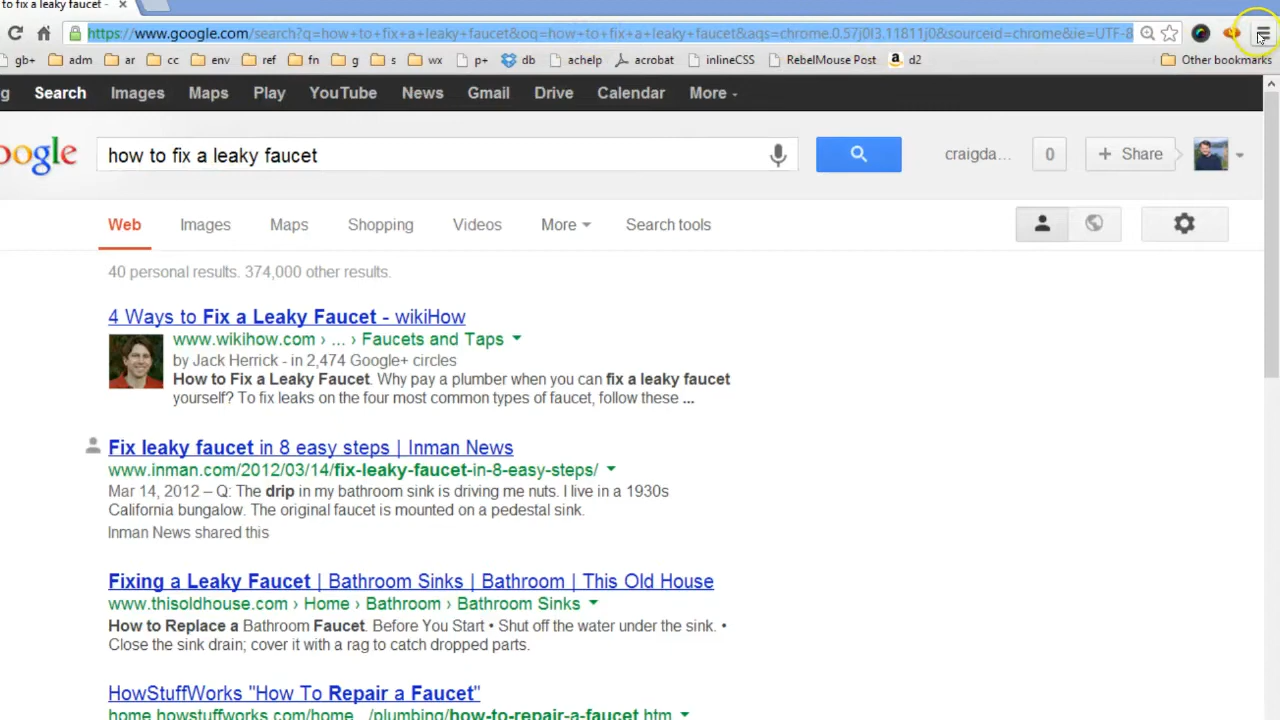 to fix a leaky faucet -
https://www.google.com/search?q=how+to+fix+a+leaky+faucet&oq=how+to+fix+a+leaky+faucet&aqs=chrome.0.57j0l3.11811j0&sourceid=chrome&ie=UTF-8
gb+ adm ar cc env ref fn g s wx p+ db achelp acrobat inlineCSS RebelMouse Post d2 Other bookmarks
g Search Images Maps Play YouTube News Gmail Drive Calendar More
oogle how to fix a leaky faucet craigda... 0 + Share
Web Images Maps Shopping Videos More Search tools
40 personal results. 374,000 other results.
4 Ways to Fix a Leaky Faucet - wikiHow
www.wikihow.com › ... › Faucets and Taps
by Jack Herrick - in 2,474 Google+ circles
How to Fix a Leaky Faucet. Why pay a plumber when you can fix a leaky faucet
yourself? To fix leaks on the four most common types of faucet, follow these ...
Fix leaky faucet in 8 easy steps | Inman News
www.inman.com/2012/03/14/fix-leaky-faucet-in-8-easy-steps/
Mar 14, 2012 – Q: The drip in my bathroom sink is driving me nuts. I live in a 1930s
California bungalow. The original faucet is mounted on a pedestal sink.
Inman News shared this
Fixing a Leaky Faucet | Bathroom Sinks | Bathroom | This Old House
www.thisoldhouse.com › Home › Bathroom › Bathroom Sinks
How to Replace a Bathroom Faucet. Before You Start • Shut off the water under the sink. •
Close the sink drain; cover it with a rag to catch dropped parts.
HowStuffWorks "How To Repair a Faucet"
home.howstuffworks.com/home.../plumbing/how-to-repair-a-faucet.htm